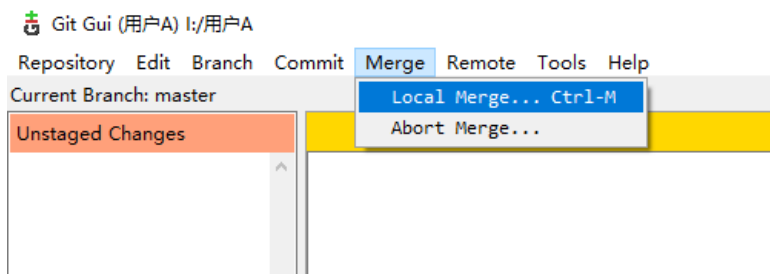 Git Gui (用户A) I:/用户A
Repository Edit Branch Commit Merge Remote Tools Help
Current Branch: master
Local Merge... Ctrl-M
Unstaged Changes
Abort Merge...